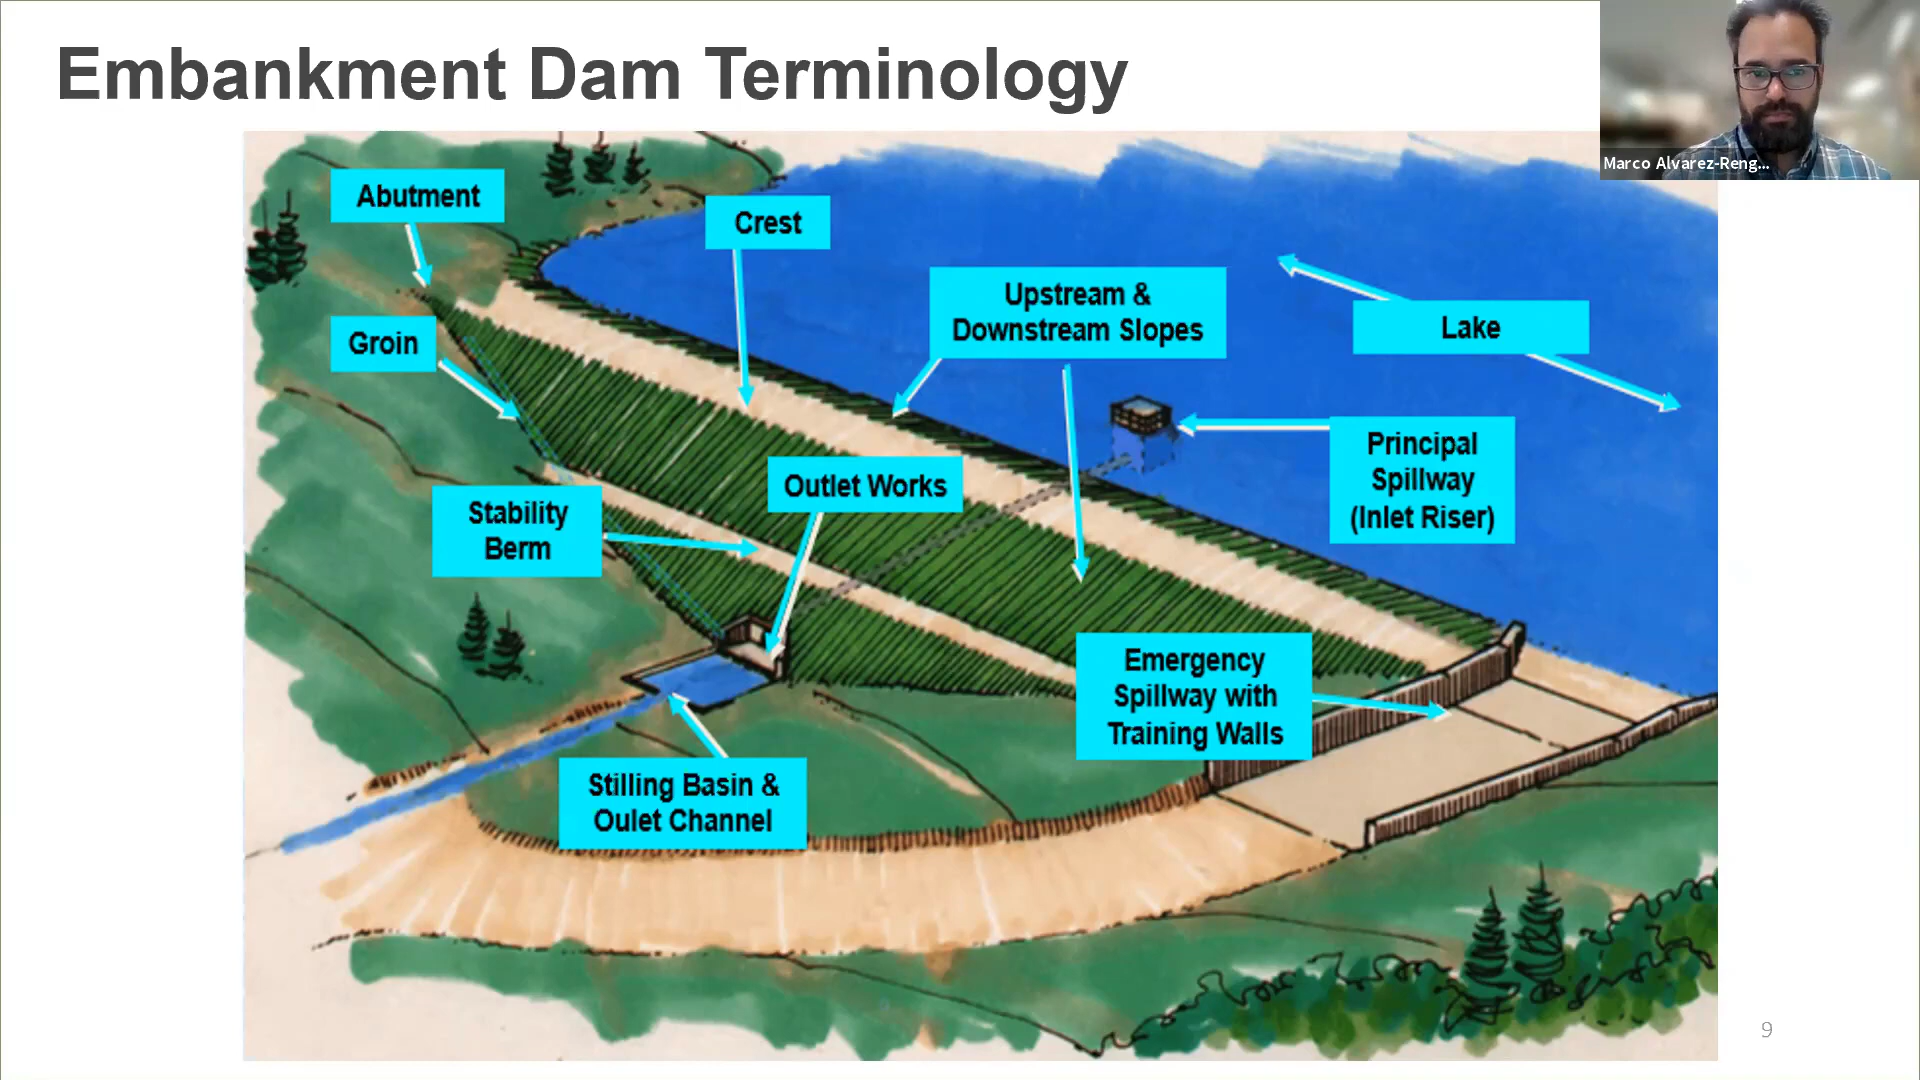 Embankment Dam Terminology
Marco Alvarez-Reng...
Abutment
Crest
Upstream &
Downstream Slopes
Lake
Groin
Principal
Spillway
(Inlet Riser)
Outlet Works
Stability
Berm
Emergency
Spillway with
Training Walls
Stilling Basin &
Oulet Channel
9